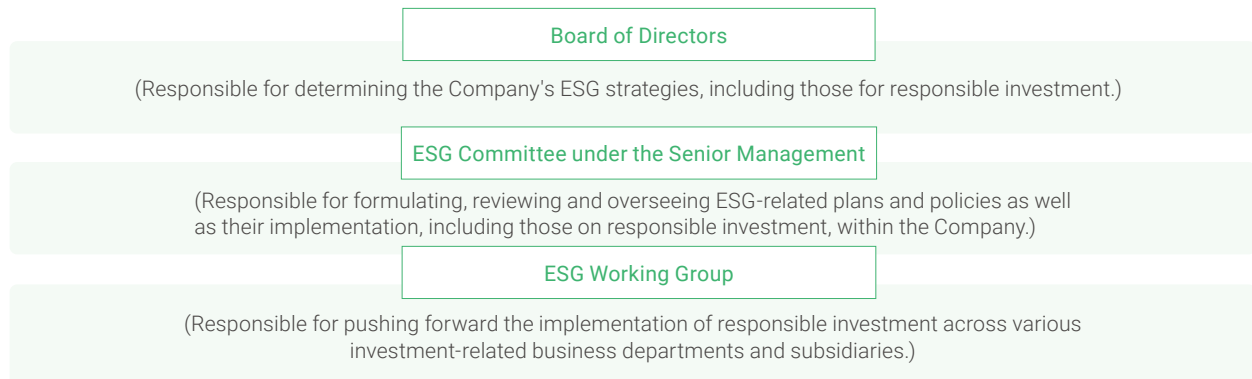 Board of Directors
(Responsible for determining the Company's ESG strategies, including those for responsible investment.)
ESG Committee under the Senior Management
(Responsible for formulating, reviewing and overseeing ESG-related plans and policies as well
as their implementation, including those on responsible investment, within the Company.)
ESG Working Group
(Responsible for pushing forward the implementation of responsible investment across various
investment-related business departments and subsidiaries.)